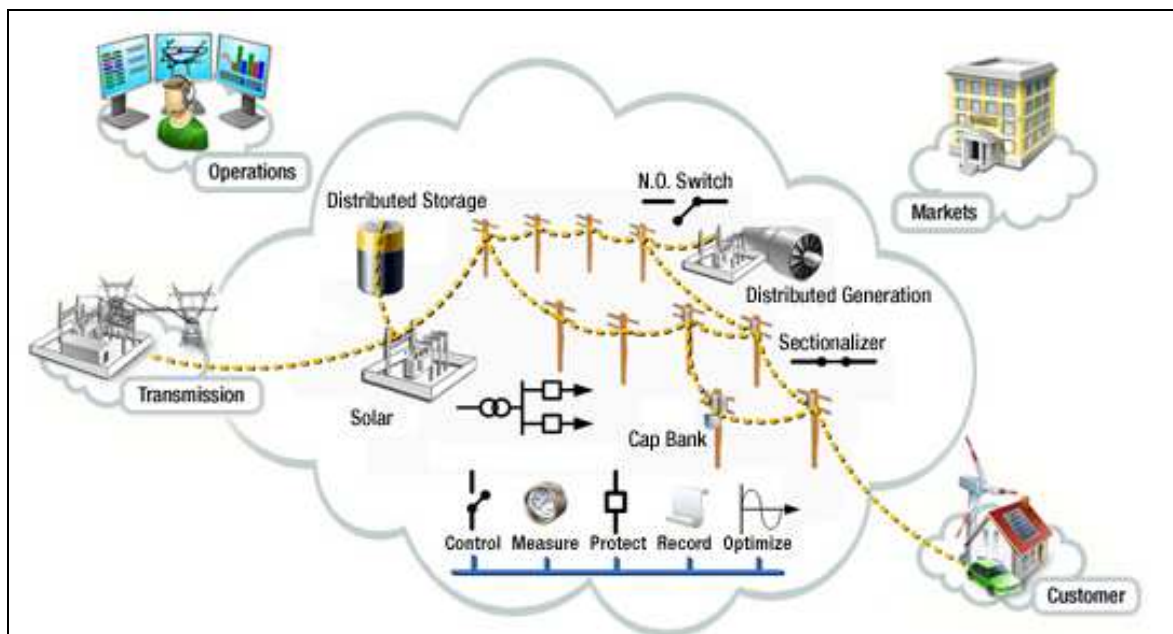 Operations
Markets
N.O. Switch
Distributed Storage
Distributed Generation
Sectionalizer
Transmission
Solar
Cap Bank
Control Measure Protect Record Optimize
Customer